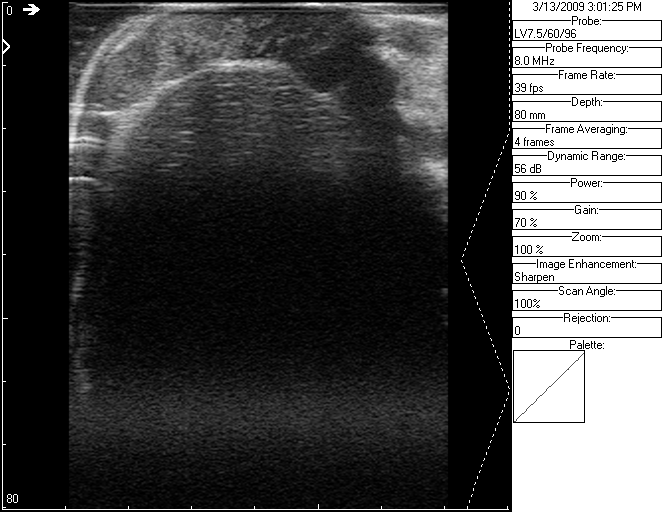 0
3/13/2009 3:01:25 PM
Probe:
LV7.5/60/96
Probe Frequency:
8.0 MHz
Frame Rate:
39 fps
Depth:
80 mm
Frame Averaging:
4 frames
Dynamic Range:
56 dB
Power:
90 %
Gain:
70 %
Zoom:
100 %
Image Enhancement:
Sharpen
Scan Angle:
100%
Rejection:
0
Palette:
80